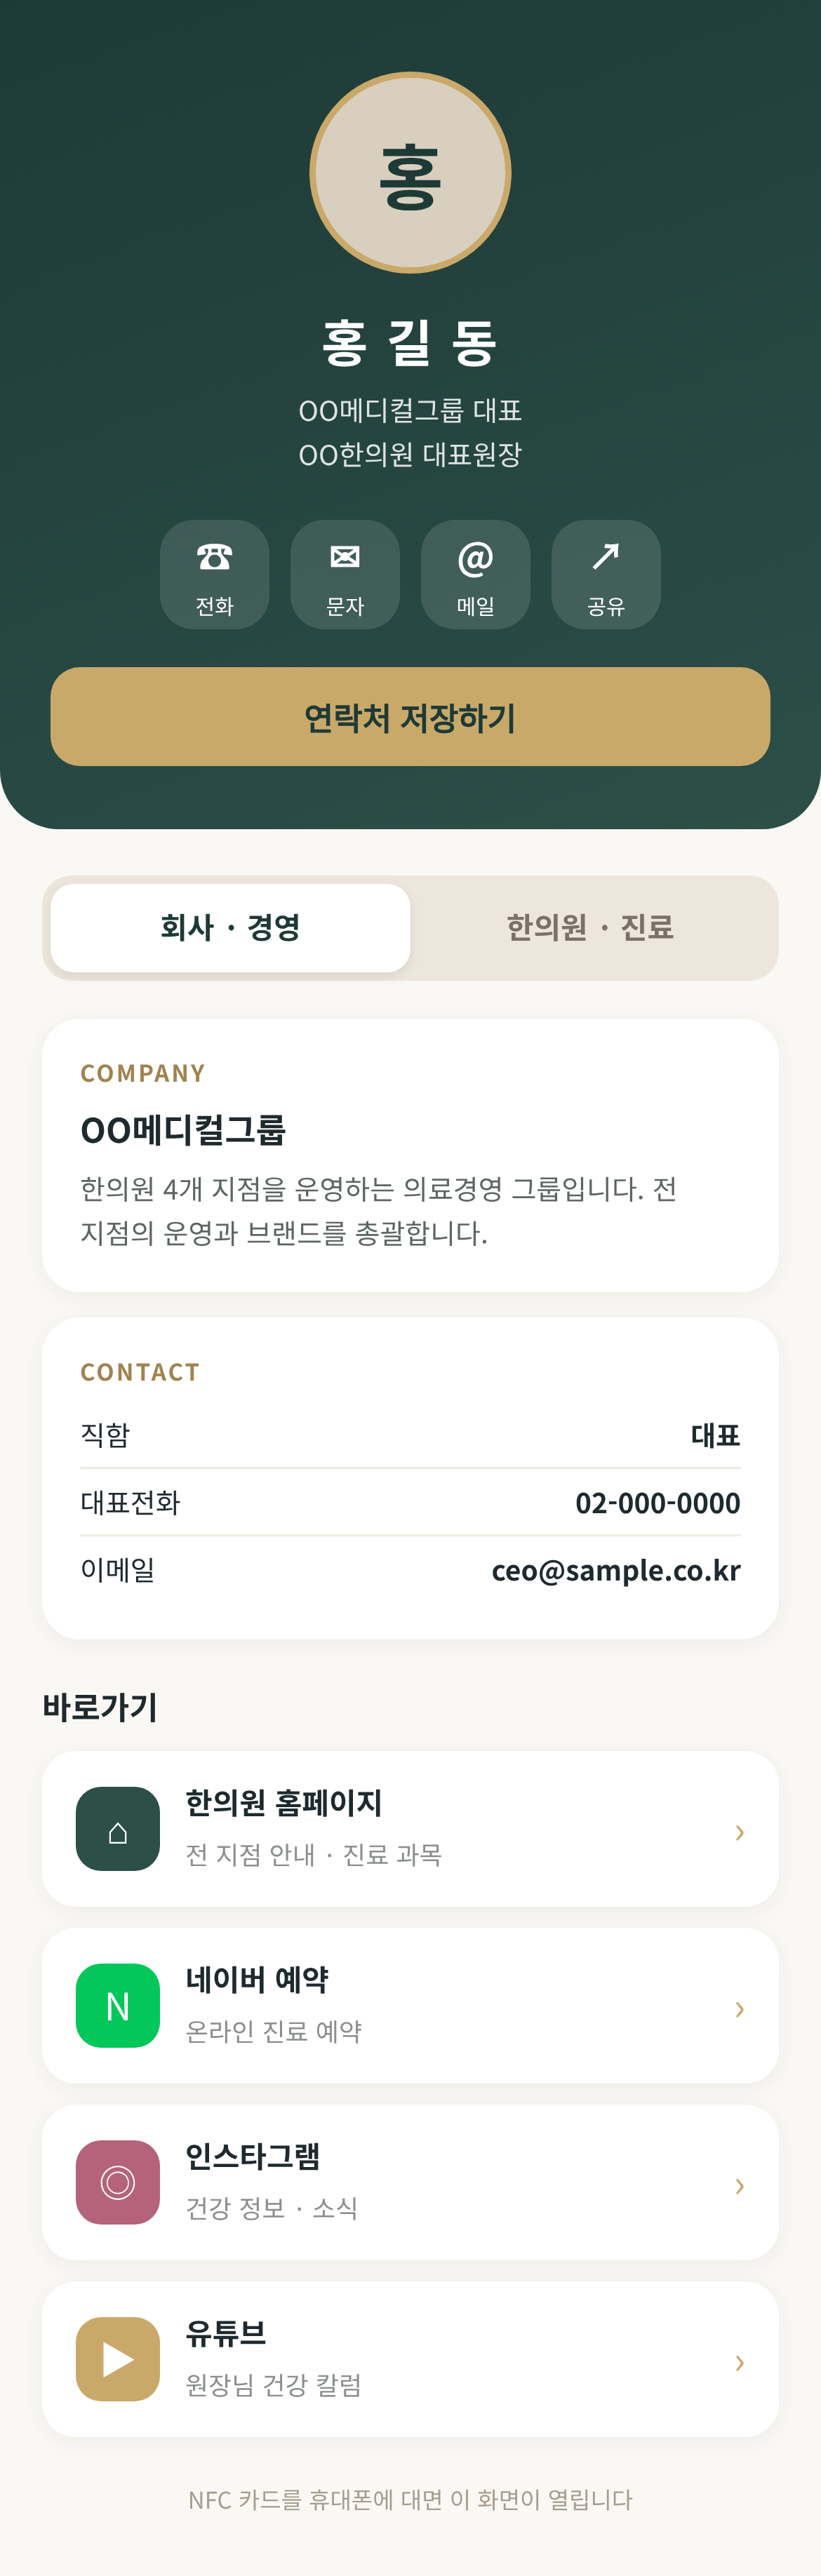 홍
홍 길 동
OO메디컬그룹 대표
OO한의원 대표원장
☎ ✉ @ ↗
전화 문자 메일 공유
연락처 저장하기
회사 · 경영 한의원 · 진료
COMPANY
OO메디컬그룹
한의원 4개 지점을 운영하는 의료경영 그룹입니다. 전
지점의 운영과 브랜드를 총괄합니다.
CONTACT
직함 대표
대표전화 02-000-0000
이메일 ceo@sample.co.kr
바로가기
한의원 홈페이지
⌂ ›
전 지점 안내 · 진료 과목
네이버 예약
N ›
온라인 진료 예약
인스타그램
◎ ›
건강 정보 · 소식
유튜브
▶ ›
원장님 건강 칼럼
NFC 카드를 휴대폰에 대면 이 화면이 열립니다